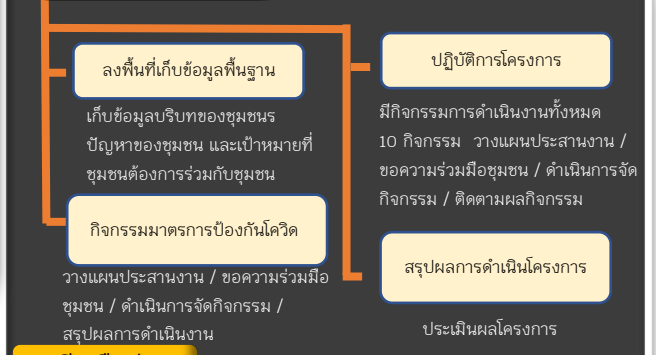 ลงพื้นที่เก็บข้อมูลพื้นฐาน
เก็บข้อมูลบริบทของชุมชนร
ปัญหาของชุมชน และเป้าหมายที่
ชุมชนต้องการร่วมกับชุมชน
กิจกรรมมาตรการป้องกันโควิด
วางแผนประสานงาน / ขอความร่วมมือ
ชุมชน / ดำเนินการจัดกิจกรรม /
สรุปผลการดำเนินงาน
ปฏิบัติการโครงการ
มีกิจกรรมการดำเนินงานทั้งหมด
10 กิจกรรม วางแผนประสานงาน /
ขอความร่วมมือชุมชน / ดำเนินการจัด
กิจกรรม / ติดตามผลกิจกรรม
สรุปผลการดำเนินโครงการ
ประเมินผลโครงการ